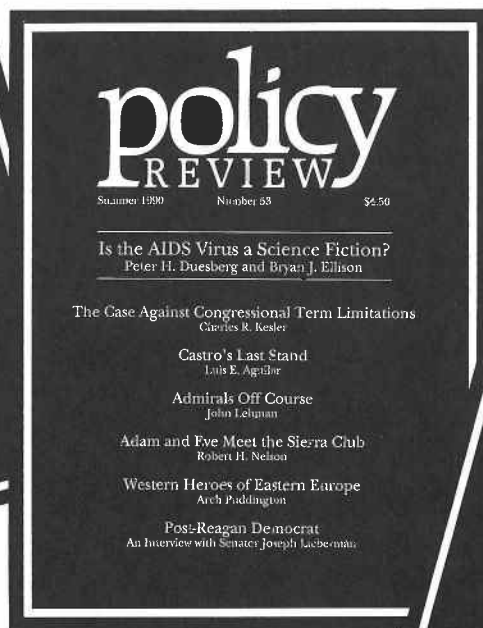 policy
REVIEW
Summer 1990 Number 53 $4.50
Is the AIDS Virus a Science Fiction?
Peter H. Duesberg and Bryan J. Ellison
The Case Against Congressional Term Limitations
Charles R. Kesler
Castro's Last Stand
Luis E. Aguilar
Admirals Off Course
John Lehman
Adam and Eve Meet the Sierra Club
Robert H. Nelson
Western Heroes of Eastern Europe
Arch Puddington
Post-Reagan Democrat
An Interview with Senator Joseph Lieberman